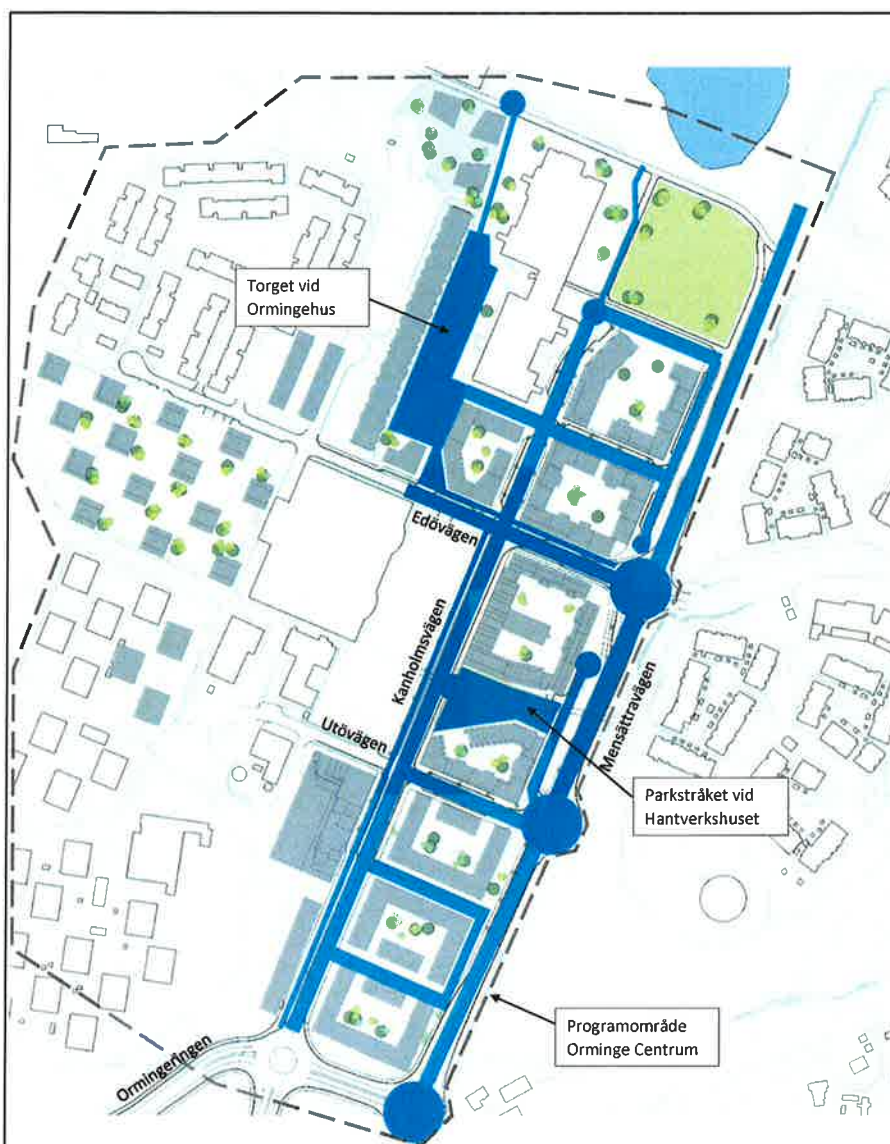 Torget vid
Ormingehus
Edövägen
Kanholmsvägen
Mensättravägen
Utövägen
Parkstråket vid
Hantverkshuset
Programområde
Orminge Centrum
Ormingeringen